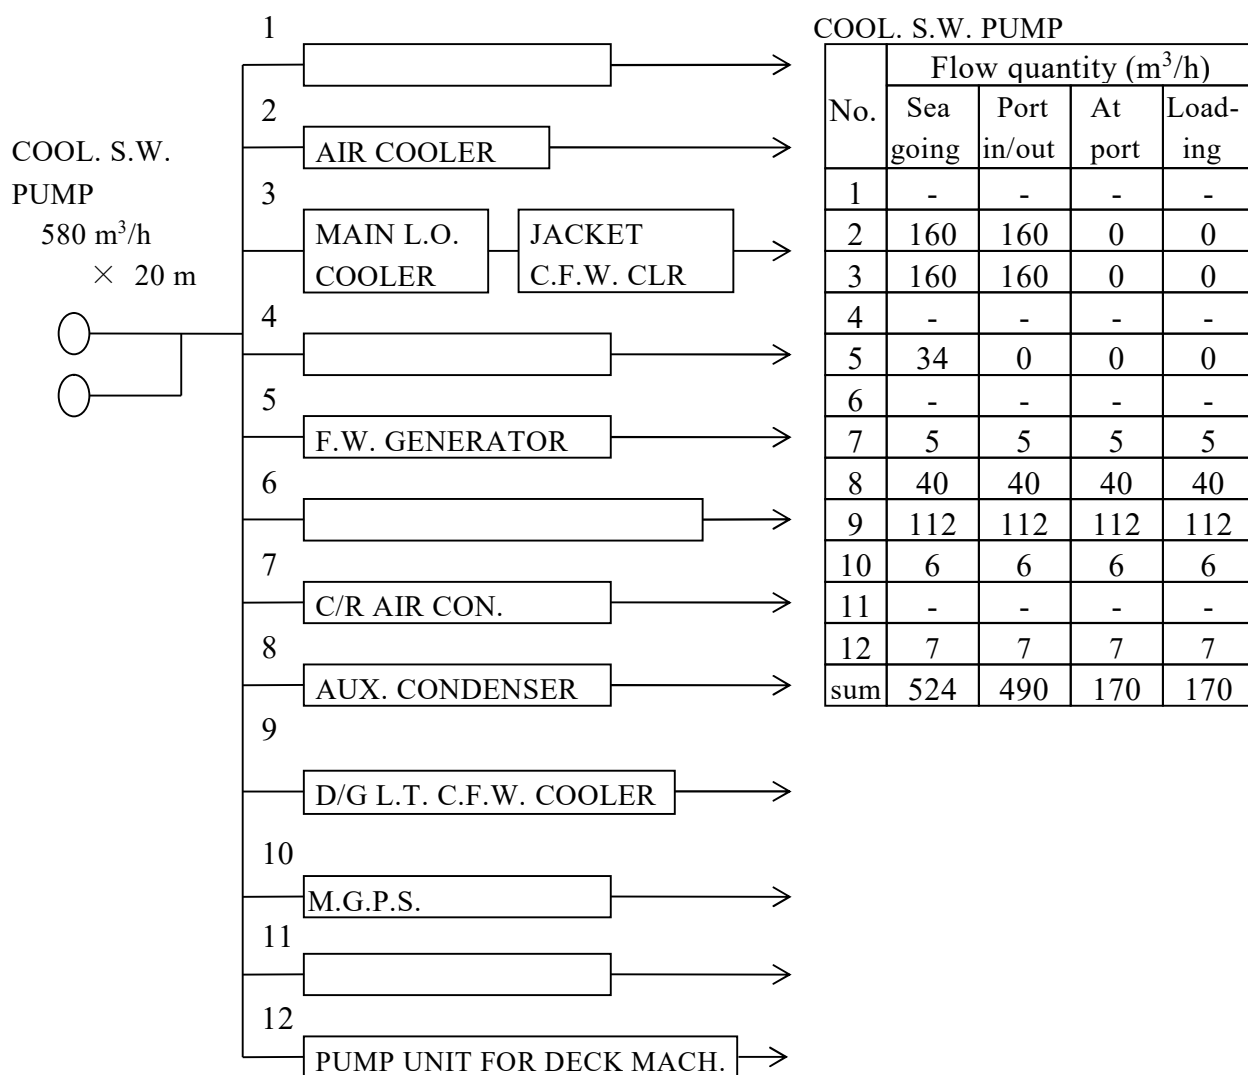 COOL. S.W.
PUMP
580 m³/h
× 20 m
1
2
AIR COOLER
3
MAIN L.O.
COOLER
JACKET
C.F.W. CLR
4
5
F.W. GENERATOR
6
7
C/R AIR CON.
8
AUX. CONDENSER
9
D/G L.T. C.F.W. COOLER
10
M.G.P.S.
11
12
PUMP UNIT FOR DECK MACH.
COOL. S.W. PUMP
No. Flow quantity (m³/h)
Sea Port At Load-
going in/out port ing
1 - - - -
2 160 160 0 0
3 160 160 0 0
4 - - - -
5 34 0 0 0
6 - - - -
7 5 5 5 5
8 40 40 40 40
9 112 112 112 112
10 6 6 6 6
11 - - - -
12 7 7 7 7
sum 524 490 170 170